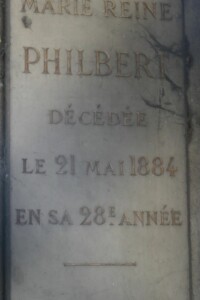 MARIE REINE
PHILBERT
DÉCÉDÉE
LE 21 MAI 1884
EN SA 28E ANNÉE